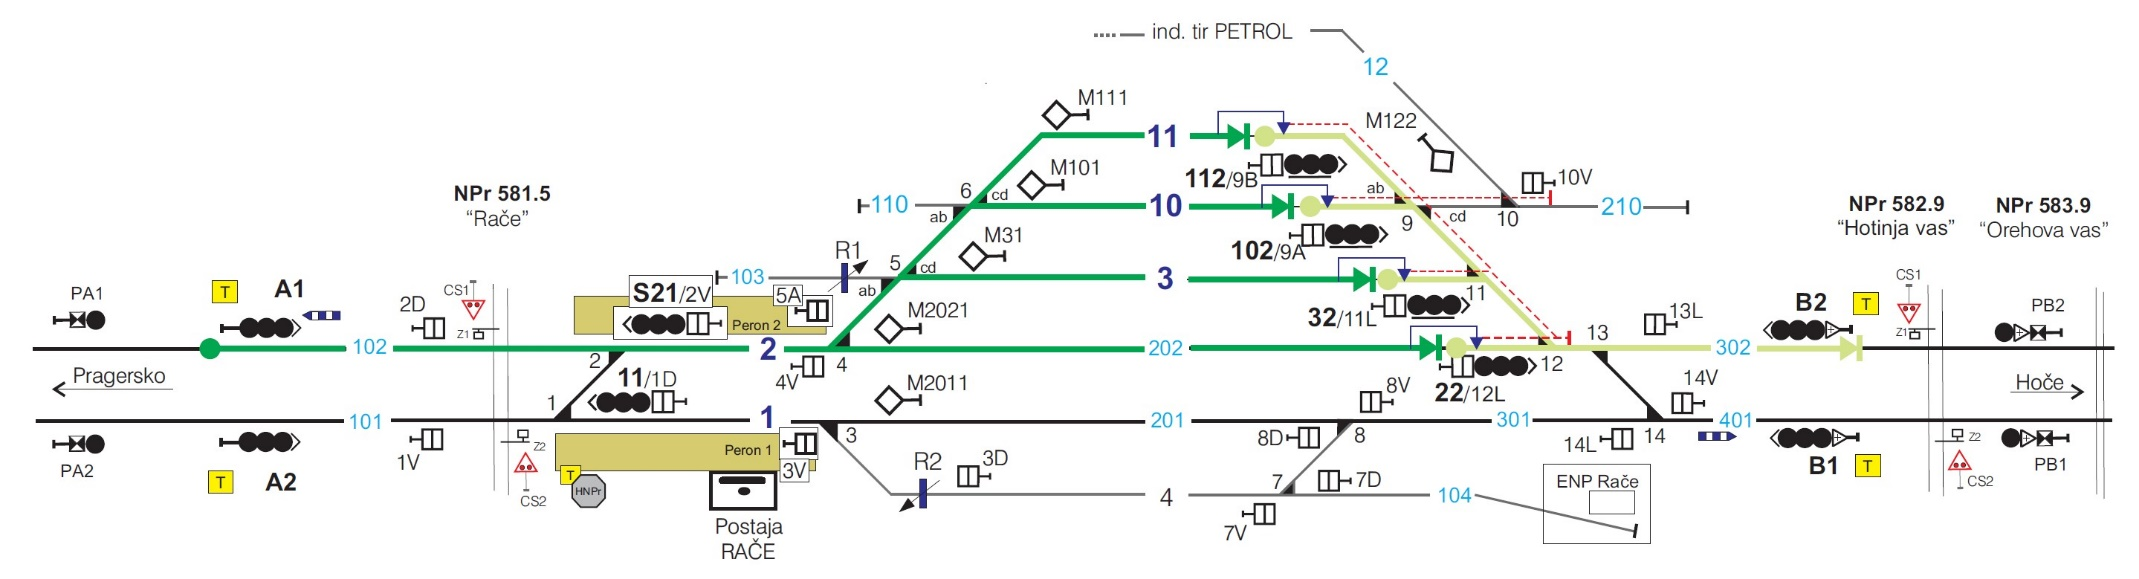 ind. tir PETROL
12
M111
M122
11
M101
112/9B
10V
NPr 581.5
"Rače"
110
6
cd
ab
10
ab
9
cd
10
210
NPr 582.9
"Hotinja vas"
NPr 583.9
"Orehova vas"
R1
M31
102/9A
103
5
cd
ab
3
11
PA1
T
A1
2D
CS1
Z1
S21/2V
5A
Peron 2
M2021
32/11L
13L
13
B2
T
CS1
Z1
PB2
102
2
202
302
Pragersko
2
4V
4
12
22/12L
Hoče
11/1D
M2011
8V
14V
1
101
1
201
301
401
PA2
T
A2
1V
Z2
CS2
Peron 1
3V
3
8D
8
14L
14
B1
T
Z2
CS2
PB1
T
HNPr
R2
3D
7D
7
4
104
ENP Rače
7V
Postaja
RAČE